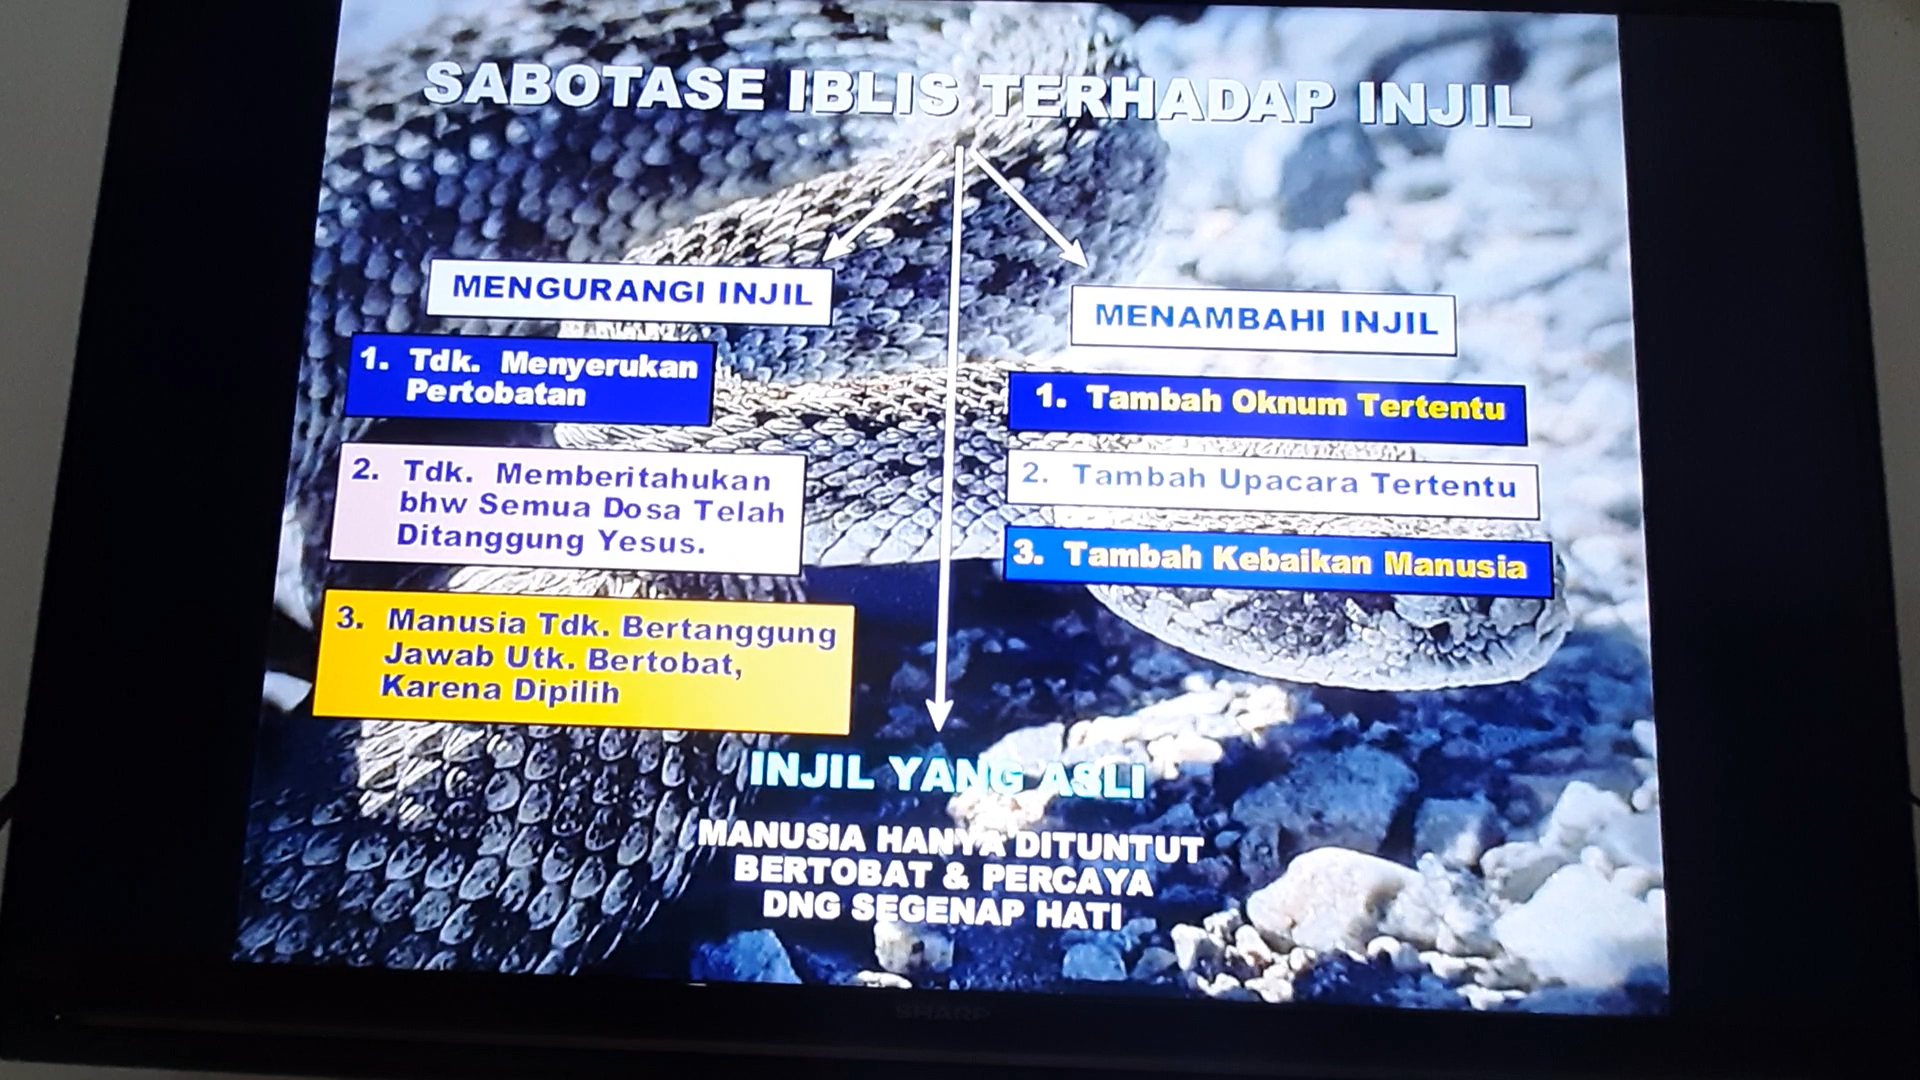 SABOTASE IBLIS TERHADAP INJIL
MENGURANGI INJIL
1. Tdk. Menyerukan
Pertobatan
2. Tdk. Memberitahukan
bhw Semua Dosa Telah
Ditanggung Yesus.
3. Manusia Tdk. Bertanggung
Jawab Utk. Bertobat,
Karena Dipilih
MENAMBAHI INJIL
1. Tambah Oknum Tertentu
2. Tambah Upacara Tertentu
3. Tambah Kebaikan Manusia
INJIL YANG ASLI
MANUSIA HANYA DITUNTUT
BERTOBAT & PERCAYA
DNG SEGENAP HATI
SHARP